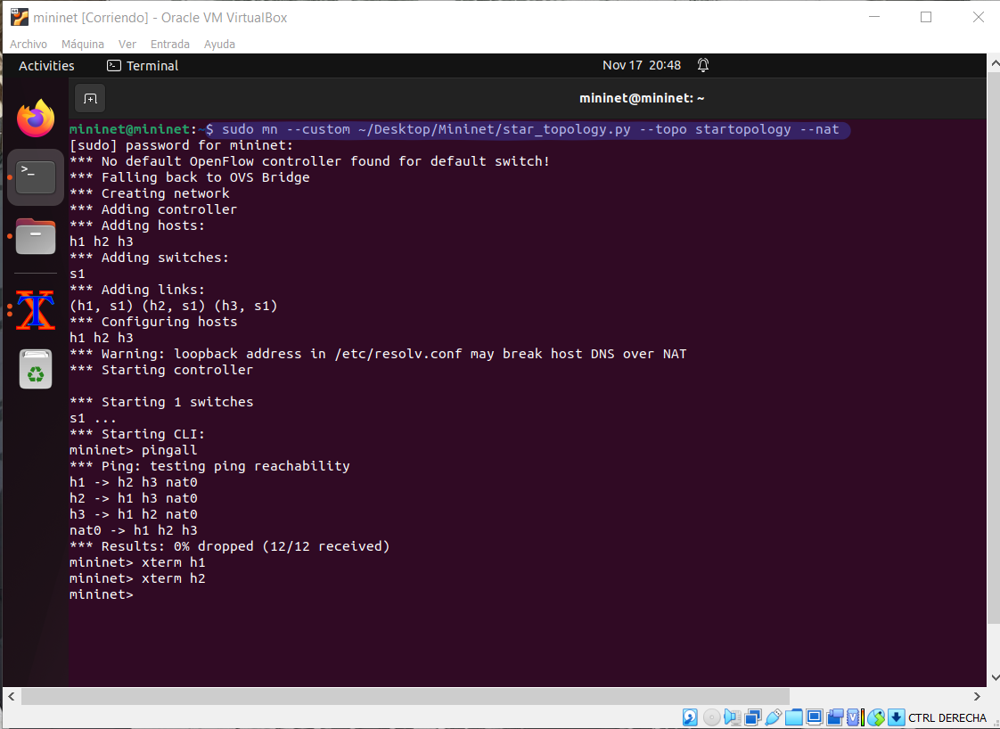 mininet [Corriendo] - Oracle VM VirtualBox
Archivo Máquina Ver Entrada Ayuda
Activities Terminal Nov 17 20:48
mininet@mininet: ~
mininet@mininet:~$ sudo mn --custom ~/Desktop/Mininet/star_topology.py --topo startopology --nat
[sudo] password for mininet:
*** No default OpenFlow controller found for default switch!
*** Falling back to OVS Bridge
*** Creating network
*** Adding controller
*** Adding hosts:
h1 h2 h3
*** Adding switches:
s1
*** Adding links:
(h1, s1) (h2, s1) (h3, s1)
*** Configuring hosts
h1 h2 h3
*** Warning: loopback address in /etc/resolv.conf may break host DNS over NAT
*** Starting controller
*** Starting 1 switches
s1 ...
*** Starting CLI:
mininet> pingall
*** Ping: testing ping reachability
h1 -> h2 h3 nat0
h2 -> h1 h3 nat0
h3 -> h1 h2 nat0
nat0 -> h1 h2 h3
*** Results: 0% dropped (12/12 received)
mininet> xterm h1
mininet> xterm h2
mininet>
CTRL DERECHA